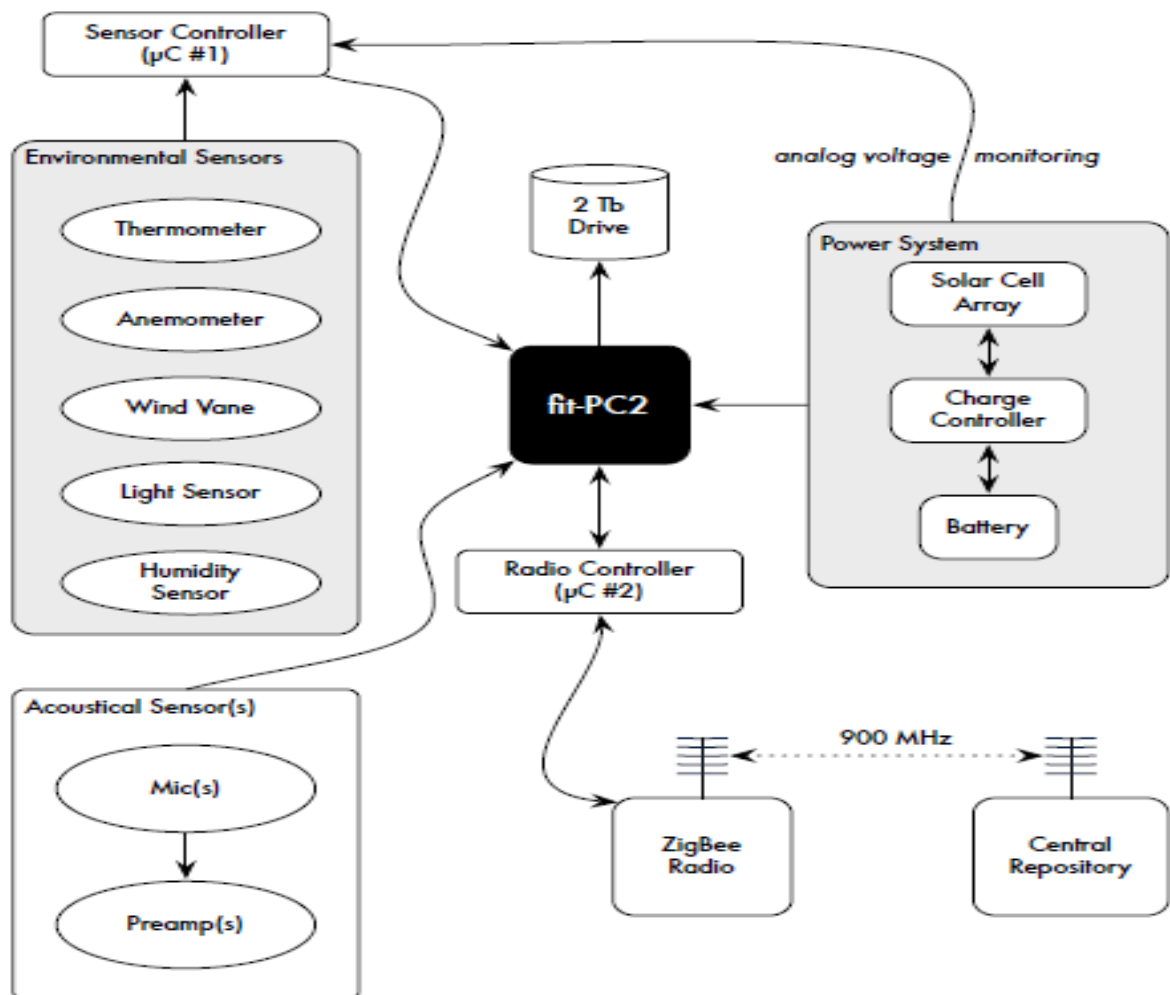 Sensor Controller
(µC #1)
Environmental Sensors
Thermometer
Anemometer
Wind Vane
Light Sensor
Humidity
Sensor
Acoustical Sensor(s)
Mic(s)
Preamp(s)
2 Tb
Drive
fit-PC2
Radio Controller
(µC #2)
analog voltage monitoring
Power System
Solar Cell
Array
Charge
Controller
Battery
900 MHz
ZigBee
Radio
Central
Repository